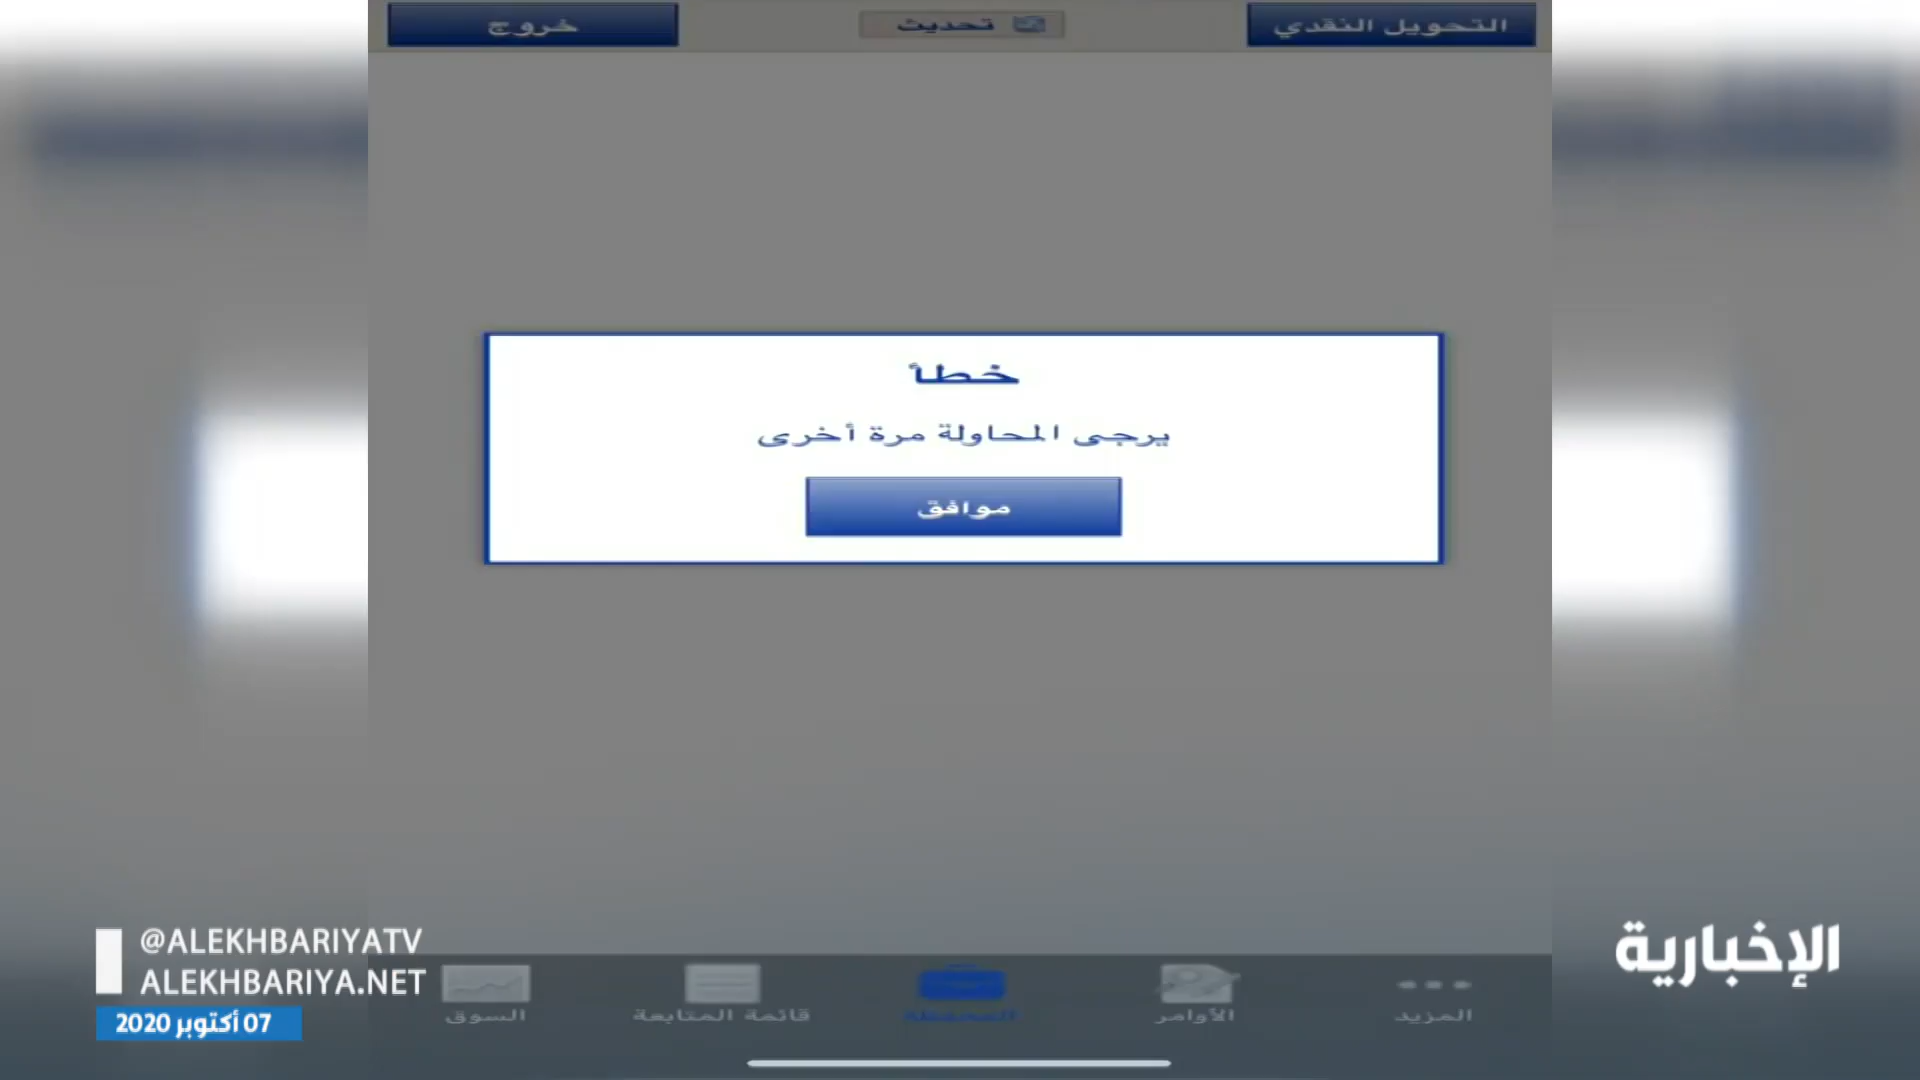 التحويل النقدي
تحديث
خروج
خطأ
يرجى المحاولة مرة أخرى
موافق
المزيد
الأوامر
المحفظة
قائمة المتابعة
السوق
@ALEKHBARIYATV
ALEKHBARIYA.NET
07 أكتوبر 2020
الإخبارية